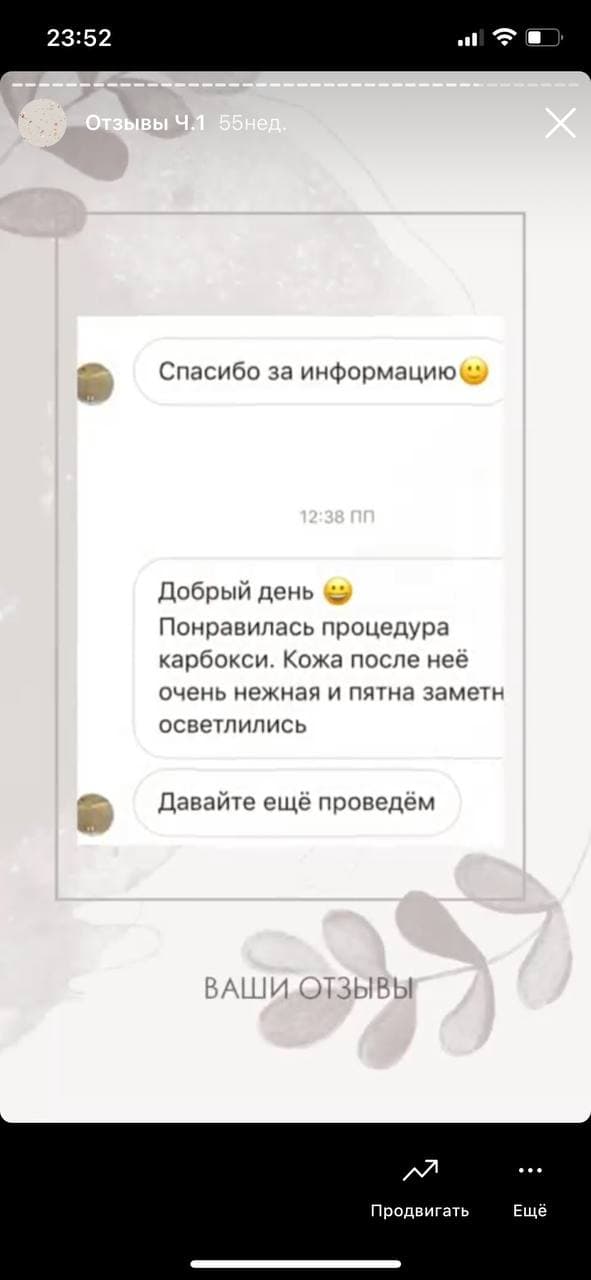 23:52
Отзывы Ч.1 55нед.
Спасибо за информацию🙂
12:38 ПП
Добрый день 😀
Понравилась процедура
карбокси. Кожа после неё
очень нежная и пятна заметн
осветлились
Давайте ещё проведём
ВАШИ ОТЗЫВЫ
Продвигать Ещё